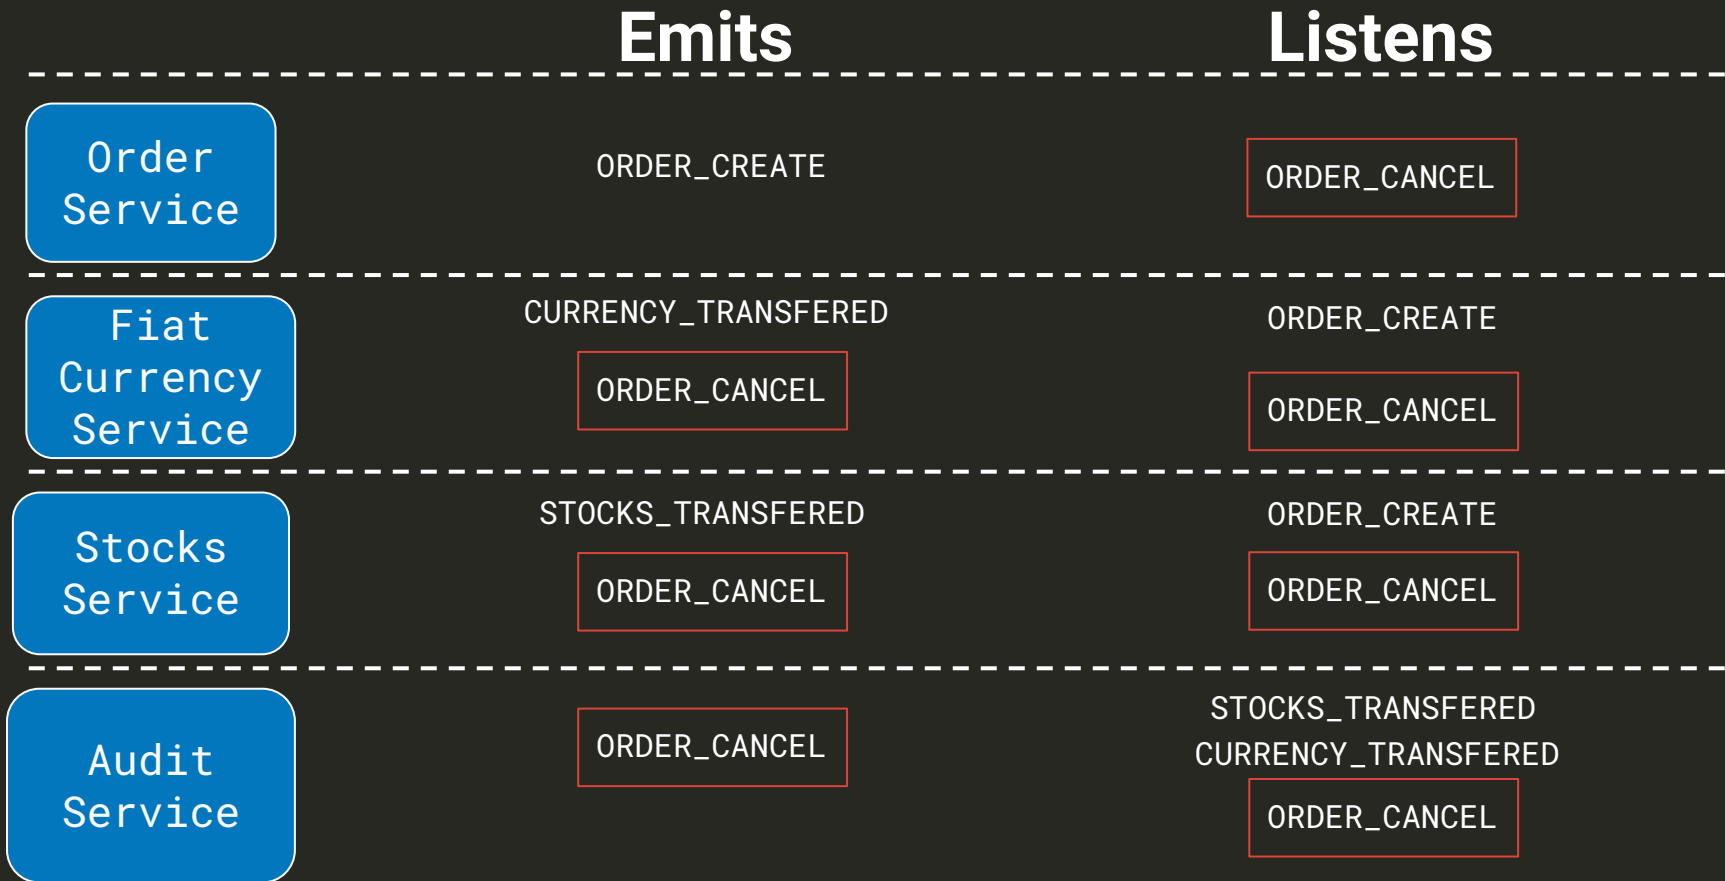 Emits
Listens
Order
Service
ORDER_CREATE
ORDER_CANCEL
Fiat
Currency
Service
CURRENCY_TRANSFERED
ORDER_CANCEL
ORDER_CREATE
ORDER_CANCEL
Stocks
Service
STOCKS_TRANSFERED
ORDER_CANCEL
ORDER_CREATE
ORDER_CANCEL
Audit
Service
ORDER_CANCEL
STOCKS_TRANSFERED
CURRENCY_TRANSFERED
ORDER_CANCEL